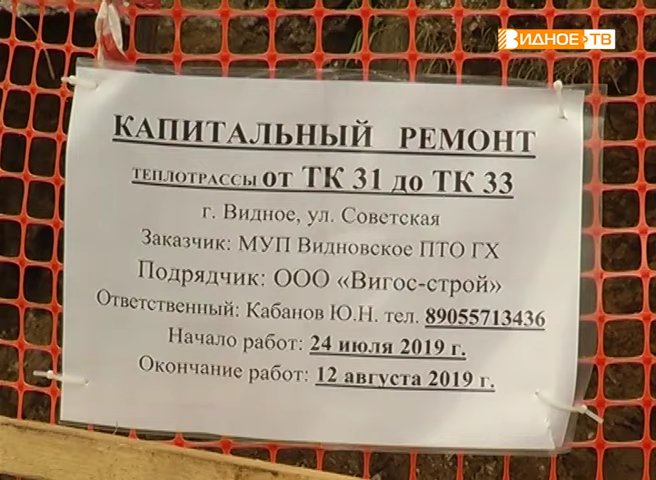 ВИДНОЕ ТВ
КАПИТАЛЬНЫЙ РЕМОНТ
ТЕПЛОТРАССЫ от ТК 31 до ТК 33
г. Видное, ул. Советская
Заказчик: МУП Видновское ПТО ГХ
Подрядчик: ООО «Вигос-строй»
Ответственный: Кабанов Ю.Н. тел. 89055713436
Начало работ: 24 июля 2019 г.
Окончание работ: 12 августа 2019 г.